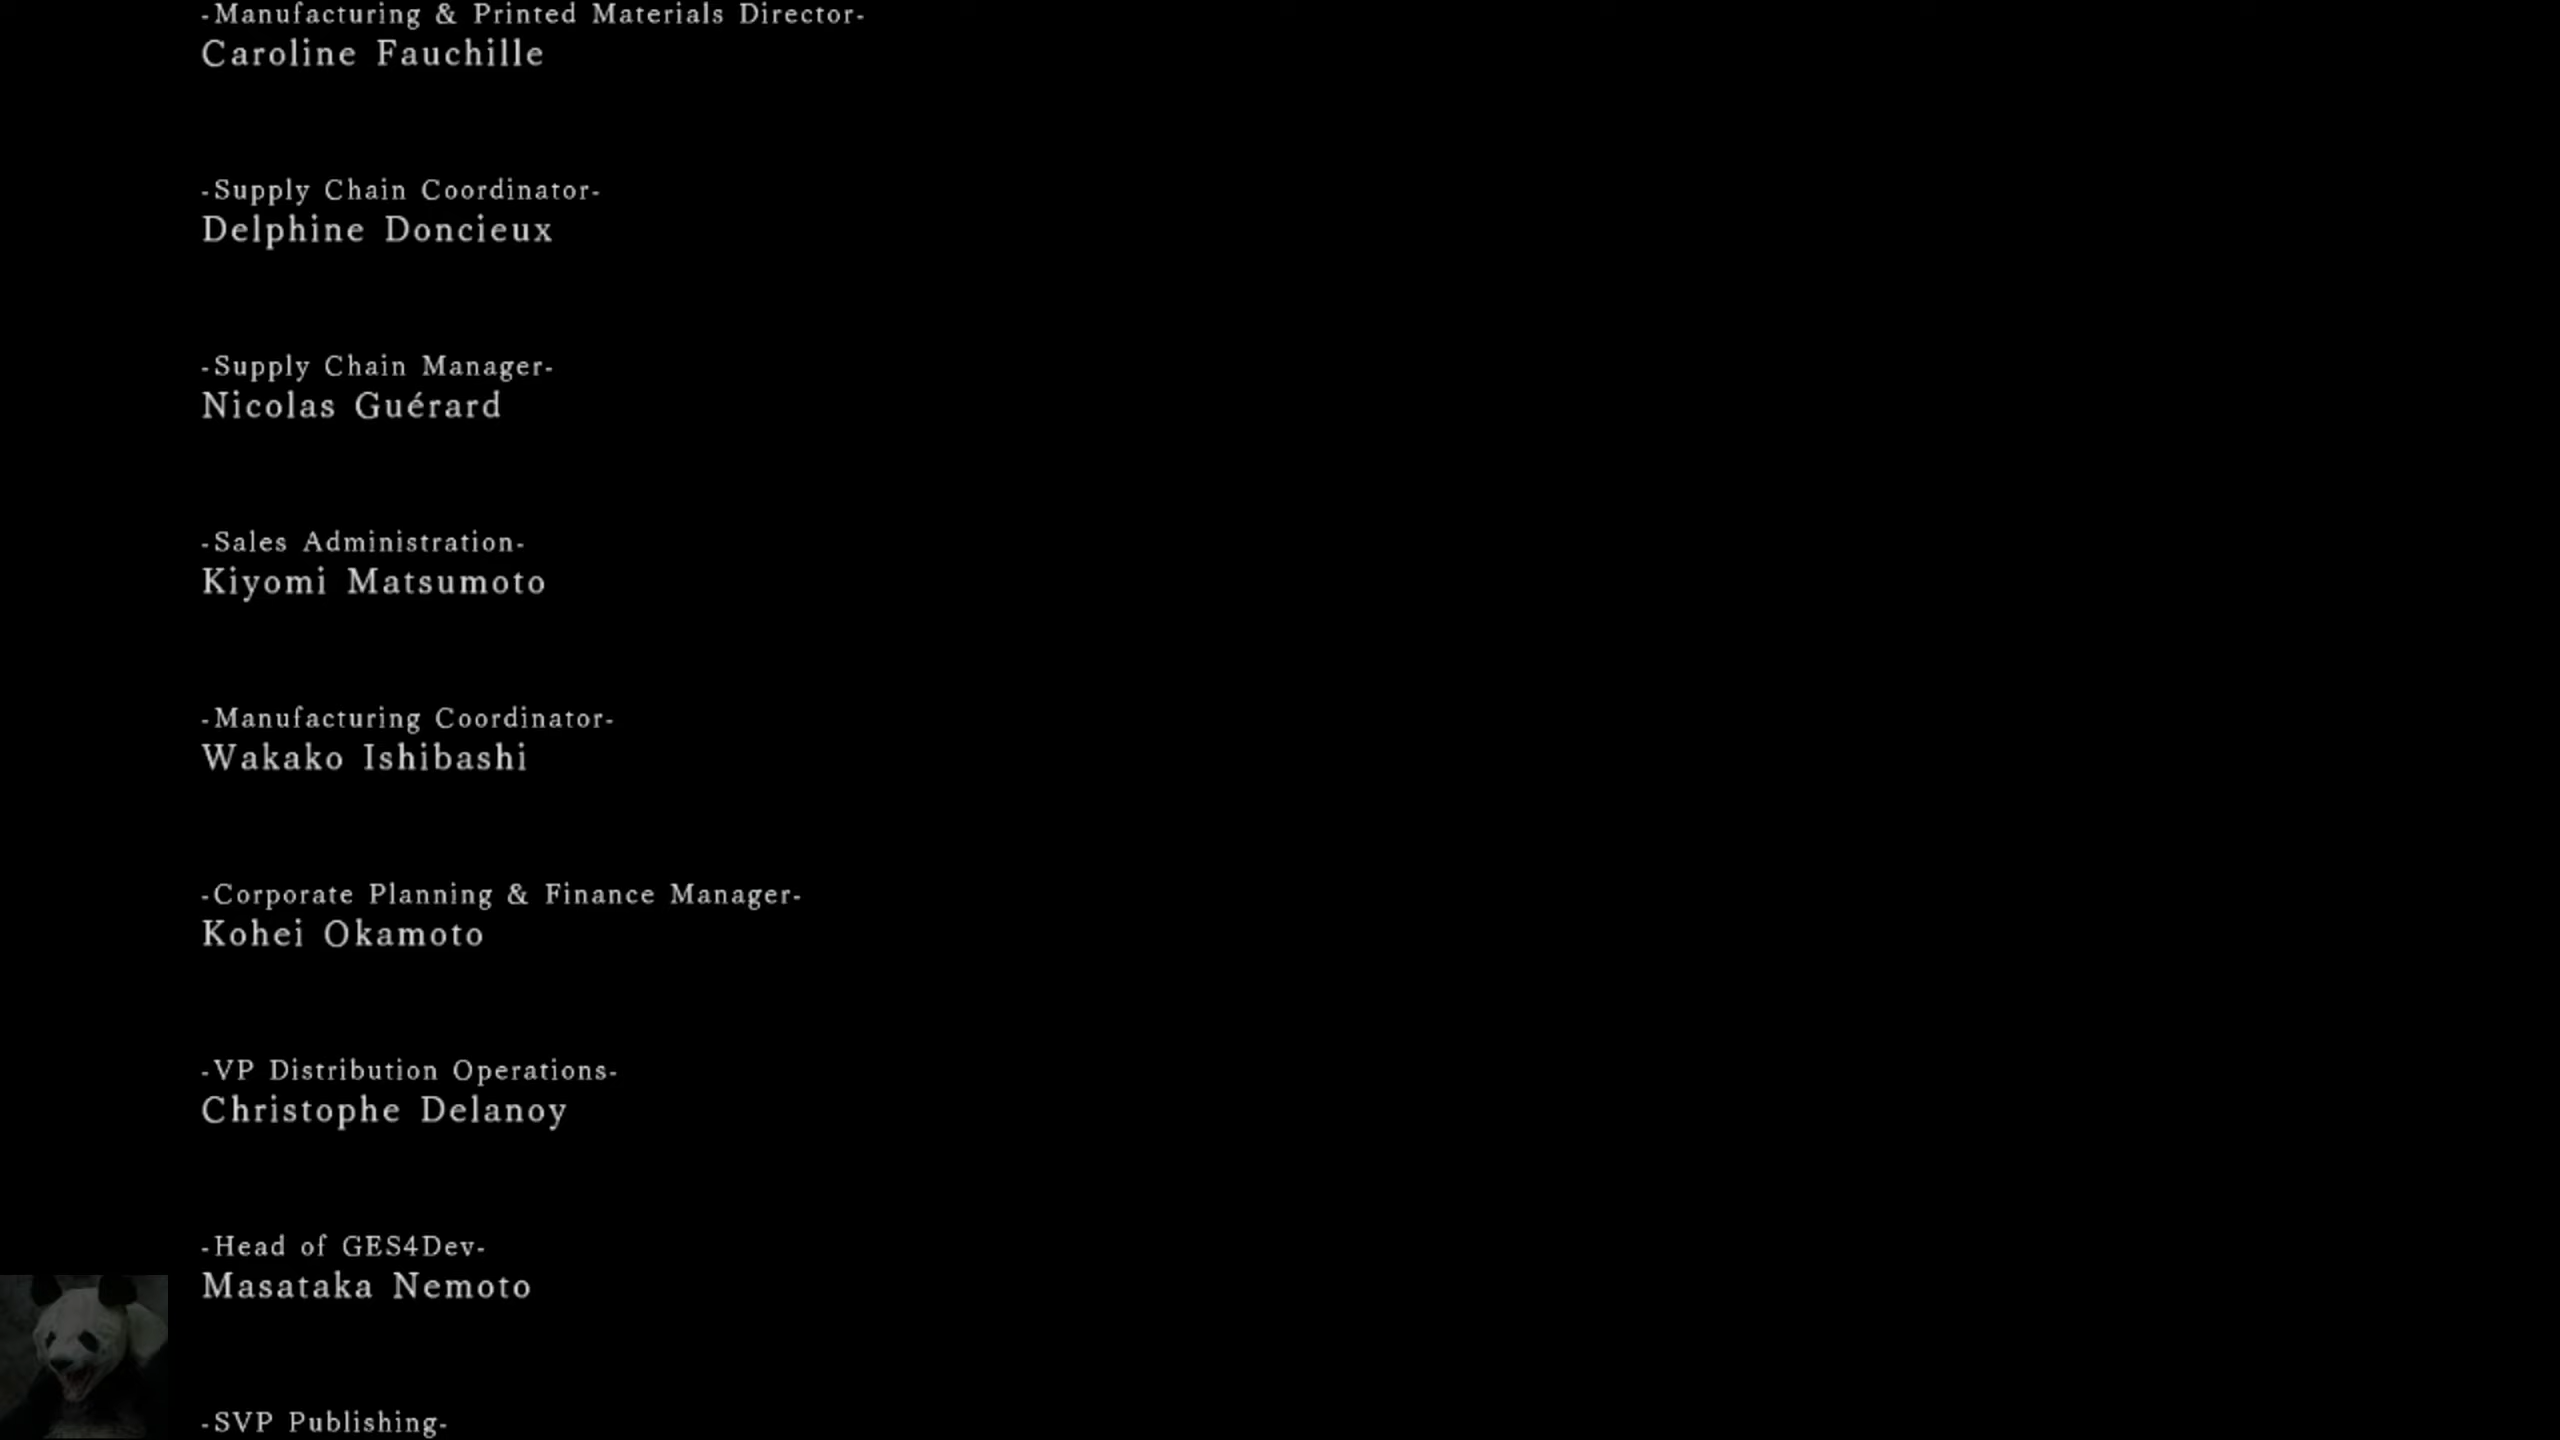 -Manufacturing & Printed Materials Director-
Caroline Fauchille
-Supply Chain Coordinator-
Delphine Doncieux
-Supply Chain Manager-
Nicolas Guérard
-Sales Administration-
Kiyomi Matsumoto
-Manufacturing Coordinator-
Wakako Ishibashi
-Corporate Planning & Finance Manager-
Kohei Okamoto
-VP Distribution Operations-
Christophe Delanoy
-Head of GES4Dev-
Masataka Nemoto
-SVP Publishing-